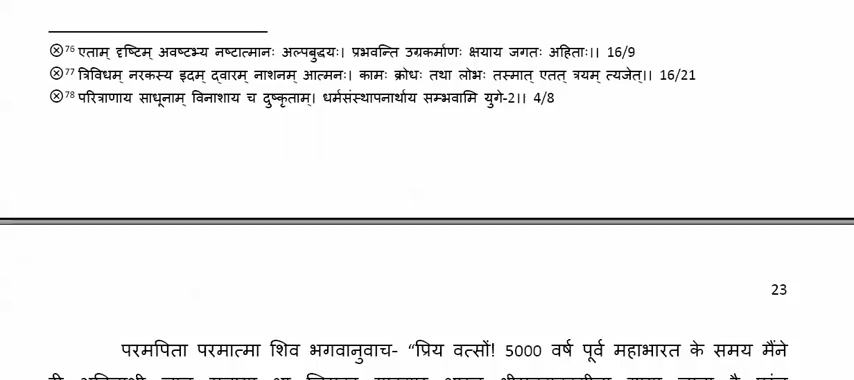 ⊗76 एताम् दृष्टिम् अवष्टभ्य नष्टात्मानः अल्पबुद्धयः। प्रभवन्ति उग्रकर्माणः क्षयाय जगतः अहिताः।। 16/9
⊗77 त्रिविधम् नरकस्य इदम् द्वारम् नाशनम् आत्मनः। कामः क्रोधः तथा लोभः तस्मात् एतत् त्रयम् त्यजेत्।। 16/21
⊗78 परित्राणाय साधूनाम् विनाशाय च दुष्कृताम्। धर्मसंस्थापनार्थाय सम्भवामि युगे-2।। 4/8
23
परमपिता परमात्मा शिव भगवानुवाच- “प्रिय वत्सों! 5000 वर्ष पूर्व महाभारत के समय मैंने